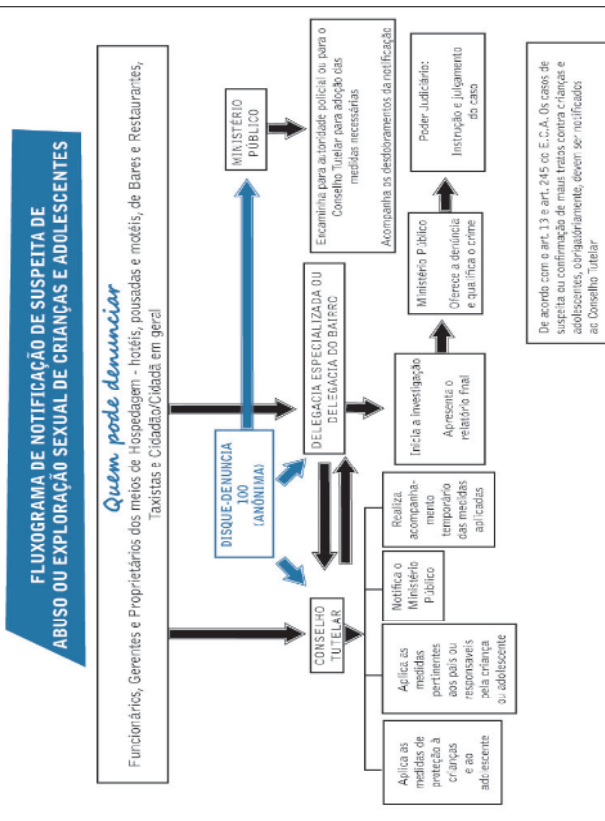 FLUXOGRAMA DE NOTIFICAÇÃO DE SUSPEITA DE
ABUSO OU EXPLORAÇÃO SEXUAL DE CRIANÇAS E ADOLESCENTES
Quem pode denunciar
Funcionários, Gerentes e Proprietários dos meios de Hospedagem - hotéis, pousadas e motéis, de Bares e Restaurantes,
Taxistas e Cidadão/Cidadã em geral
DISQUE-DENUNCIA
100
(ANÔNIMA)
MINISTÉRIO
PÚBLICO
CONSELHO
TUTELAR
DELEGACIA ESPECIALIZADA OU
DELEGACIA DO BAIRRO
Encaminha para autoridade policial ou para o
Conselho Tutelar para adoção das
medidas necessárias
Acompanha os desdobramentos da notificação
Aplica as
medidas de
proteção à
crianças
e ao
adolescente
Aplica as
medidas
pertinentes
aos pais ou
responsaveis
pela criança
ou adolescente
Notifica o
Ministério
Público
Realiza
acompanha-
mento
temporário
das medidas
aplicadas
Inicia a investigação
Apresenta o
relatório final
Ministério Público
Oferece a denúncia
e qualifica o crime
Poder Judiciário:
Instrução e julgamento
do caso
De acordo com o art. 13 e art. 245 co E.C.A. Os casos de
suspeita ou confirmação de maus tratos contra crianças e
adolescentes, obrigatóriamente, devem ser notificados
ao Conselho Tutelar